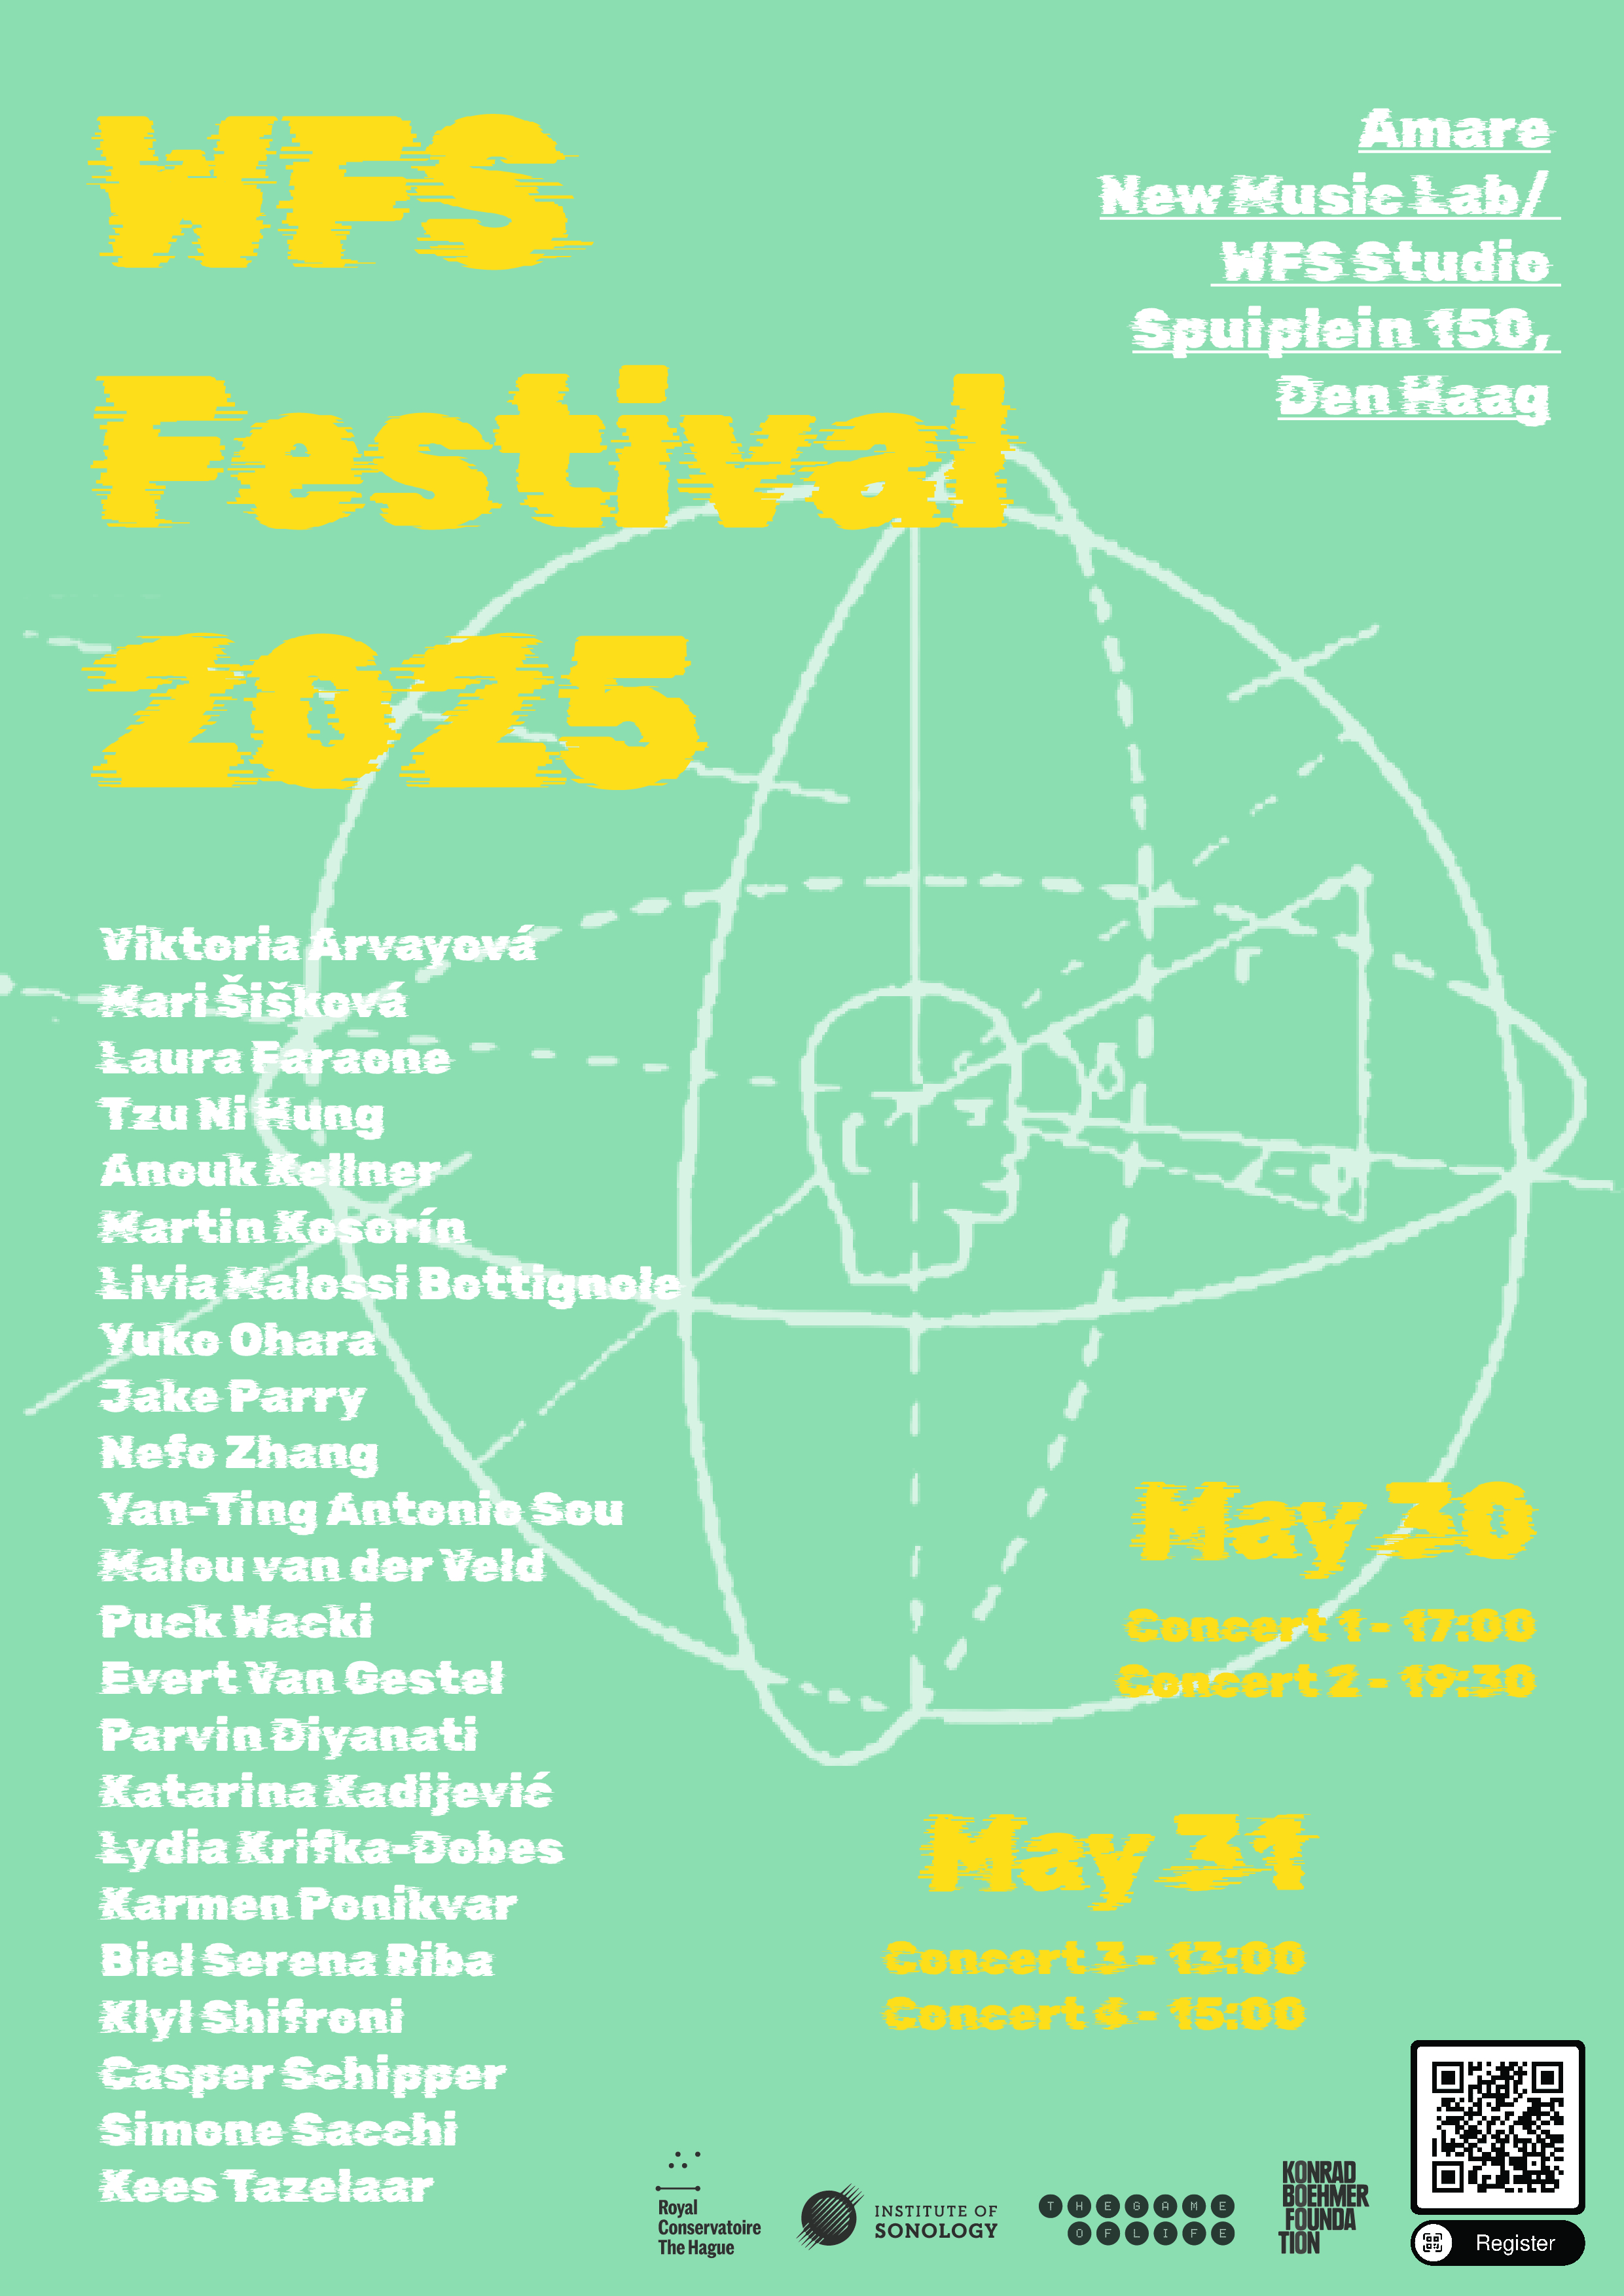 WFS
Festival
2025
Amare
New Music Lab/
WFS Studio
Spuiplein 150,
Den Haag
Viktoria Arvayová
Mari Šišková
Laura Faraone
Tzu Ni Hung
Anouk Kellner
Martin Kosorín
Livia Malossi Bottignole
Yuko Ohara
Jake Parry
Nefo Zhang
Yan-Ting Antonio Sou
Malou van der Veld
Puck Wacki
Evert Van Gestel
Parvin Diyanati
Katarina Kadijević
Lydia Krifka-Dobes
Karmen Ponikvar
Biel Serena Riba
Klyl Shifroni
Casper Schipper
Simone Sacchi
Kees Tazelaar
May 30
Concert 1 - 17:00
Concert 2 - 19:30
May 31
Concert 3 - 13:00
Concert 4 - 15:00
Royal
Conservatoire
The Hague
INSTITUTE OF
SONOLOGY
THEGAME
OFLIFE
KONRAD
BOEHMER
FOUNDA
TION
Register